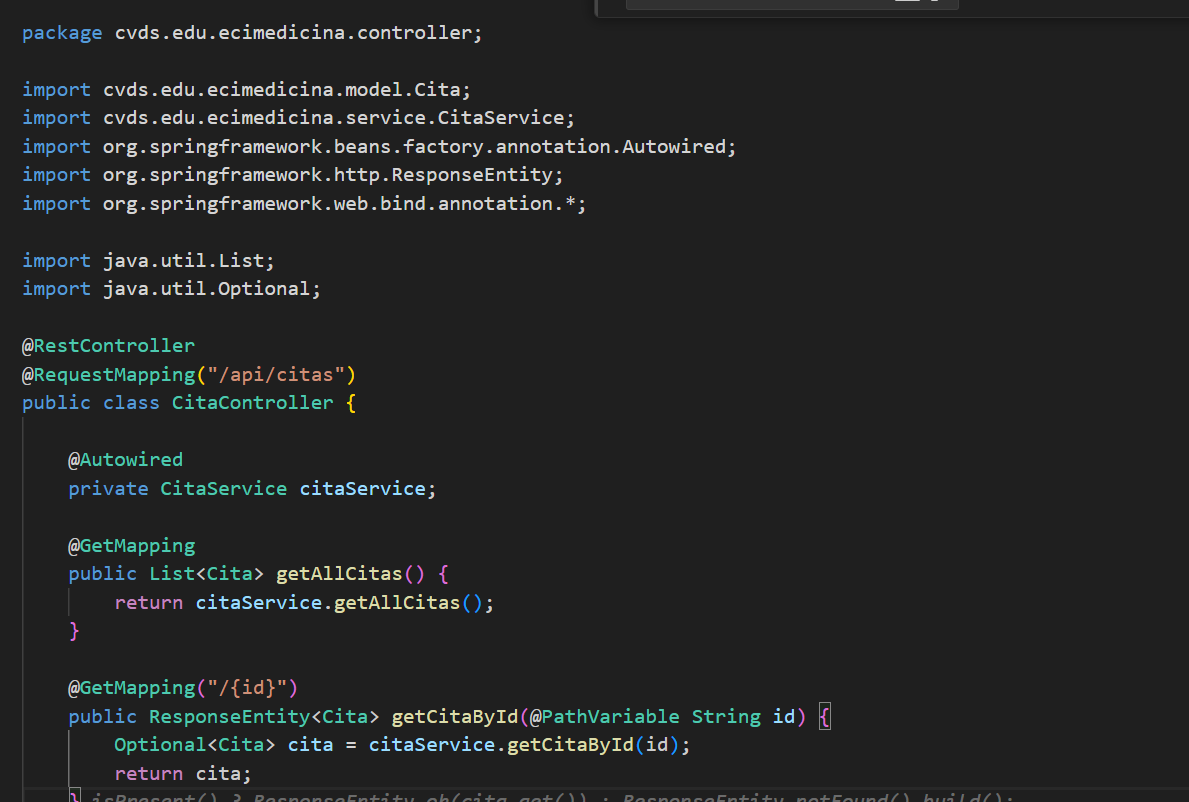 package cvds.edu.ecimedicina.controller;

import cvds.edu.ecimedicina.model.Cita;
import cvds.edu.ecimedicina.service.CitaService;
import org.springframework.beans.factory.annotation.Autowired;
import org.springframework.http.ResponseEntity;
import org.springframework.web.bind.annotation.*;

import java.util.List;
import java.util.Optional;

@RestController
@RequestMapping("/api/citas")
public class CitaController {

    @Autowired
    private CitaService citaService;

    @GetMapping
    public List<Cita> getAllCitas() {
        return citaService.getAllCitas();
    }

    @GetMapping("/{id}")
    public ResponseEntity<Cita> getCitaById(@PathVariable String id) {
        Optional<Cita> cita = citaService.getCitaById(id);
        return cita;
    } isPresent() ? ResponseEntity.ok(cita.get()) : ResponseEntity.notFound().build();